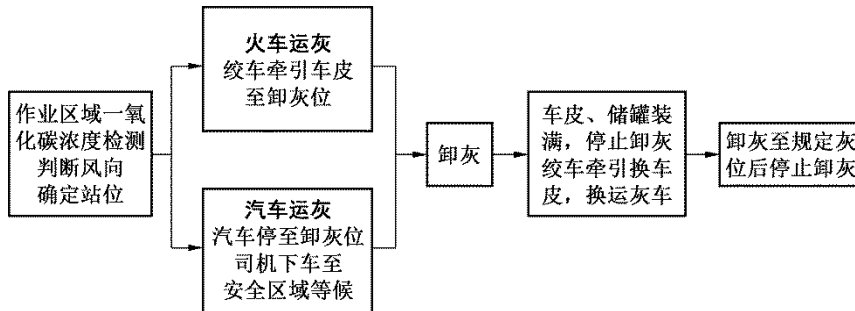 作业区域一氧
化碳浓度检测
判断风向
确定站位
火车运灰
绞车牵引车皮
至卸灰位
汽车运灰
汽车停至卸灰位
司机下车至
安全区域等候
卸灰
车皮、储罐装
满，停止卸灰
绞车牵引换车
皮，换运灰车
卸灰至规定灰
位后停止卸灰